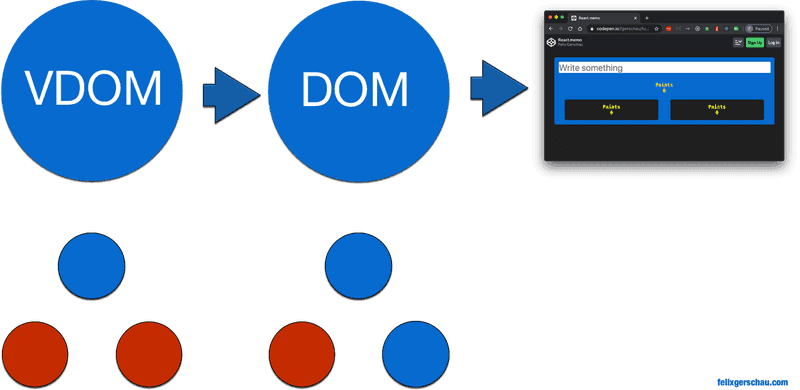 VDOM
DOM
React.memo
codepen.io/fgerschau/fu...
Paused
React.memo
Felix Gerschau
Sign Up
Log In
Write something
Points
0
Points
0
Points
0
felixgerschau.com